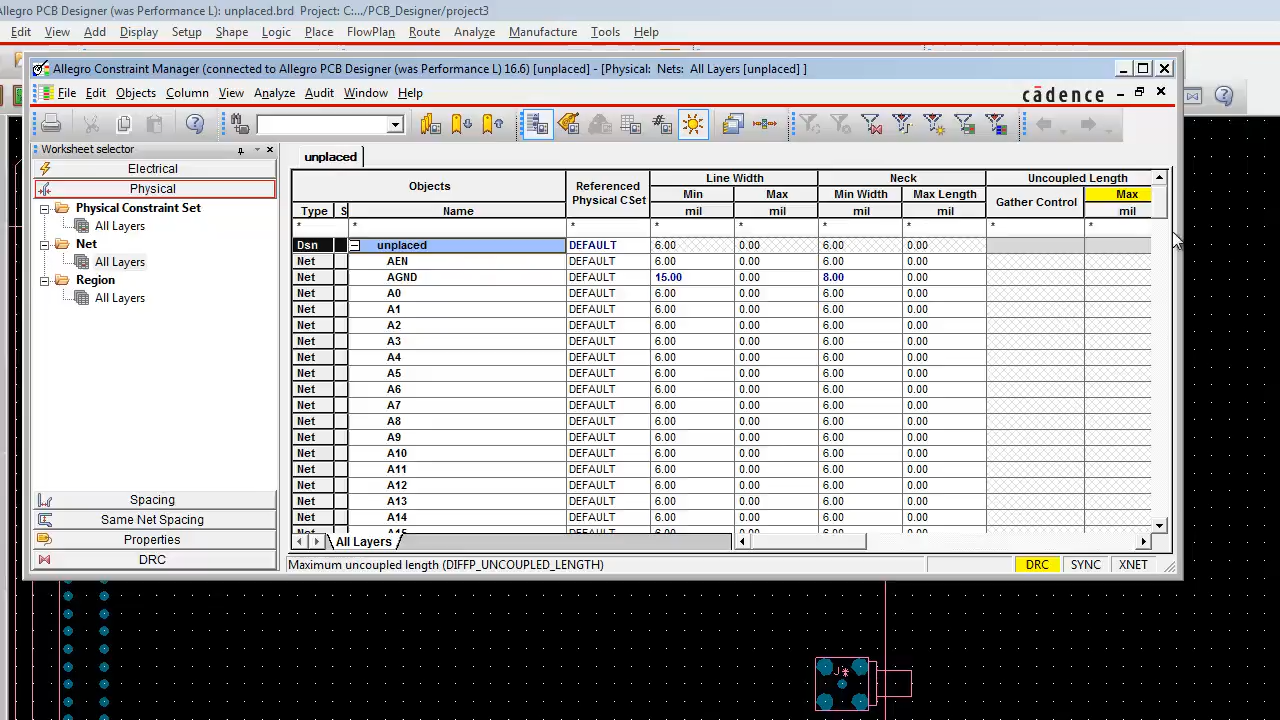 Allegro PCB Designer (was Performance L): unplaced.brd Project: C:.../PCB_Designer/project3
Edit View Add Display Setup Shape Logic Place FlowPlan Route Analyze Manufacture Tools Help
Allegro Constraint Manager (connected to Allegro PCB Designer (was Performance L) 16.6) [unplaced] - [Physical: Nets: All Layers [unplaced] ]
File Edit Objects Column View Analyze Audit Window Help
cādence
Worksheet selector
Electrical
Physical
Physical Constraint Set
All Layers
Net
All Layers
Region
All Layers
Spacing
Same Net Spacing
Properties
DRC
unplaced
Objects Referenced Physical CSet Line Width Neck Uncoupled Length
Min Max Min Width Max Length Gather Control Max
Type S Name mil mil mil mil mil
* * * * * * * * *
Dsn unplaced DEFAULT 6.00 0.00 6.00 0.00
Net AEN DEFAULT 6.00 0.00 6.00 0.00
Net AGND DEFAULT 15.00 0.00 8.00 0.00
Net A0 DEFAULT 6.00 0.00 6.00 0.00
Net A1 DEFAULT 6.00 0.00 6.00 0.00
Net A2 DEFAULT 6.00 0.00 6.00 0.00
Net A3 DEFAULT 6.00 0.00 6.00 0.00
Net A4 DEFAULT 6.00 0.00 6.00 0.00
Net A5 DEFAULT 6.00 0.00 6.00 0.00
Net A6 DEFAULT 6.00 0.00 6.00 0.00
Net A7 DEFAULT 6.00 0.00 6.00 0.00
Net A8 DEFAULT 6.00 0.00 6.00 0.00
Net A9 DEFAULT 6.00 0.00 6.00 0.00
Net A10 DEFAULT 6.00 0.00 6.00 0.00
Net A11 DEFAULT 6.00 0.00 6.00 0.00
Net A12 DEFAULT 6.00 0.00 6.00 0.00
Net A13 DEFAULT 6.00 0.00 6.00 0.00
Net A14 DEFAULT 6.00 0.00 6.00 0.00
All Layers
Maximum uncoupled length (DIFFP_UNCOUPLED_LENGTH) DRC SYNC XNET
J*